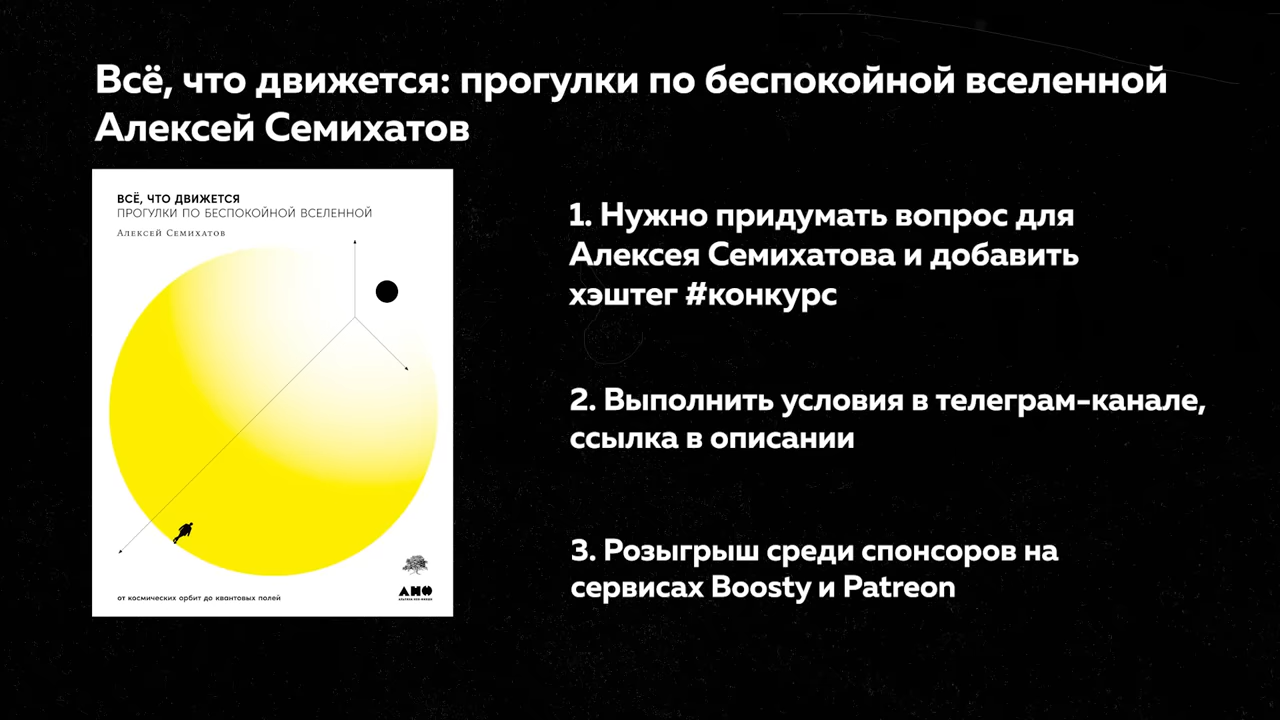 Всё, что движется: прогулки по беспокойной вселенной
Алексей Семихатов
ВСЁ, ЧТО ДВИЖЕТСЯ
ПРОГУЛКИ ПО БЕСПОКОЙНОЙ ВСЕЛЕННОЙ
Алексей Семихатов
от космических орбит до квантовых полей
1. Нужно придумать вопрос для
Алексея Семихатова и добавить
хэштег #конкурс
2. Выполнить условия в телеграм-канале,
ссылка в описании
3. Розыгрыш среди спонсоров на
сервисах Boosty и Patreon